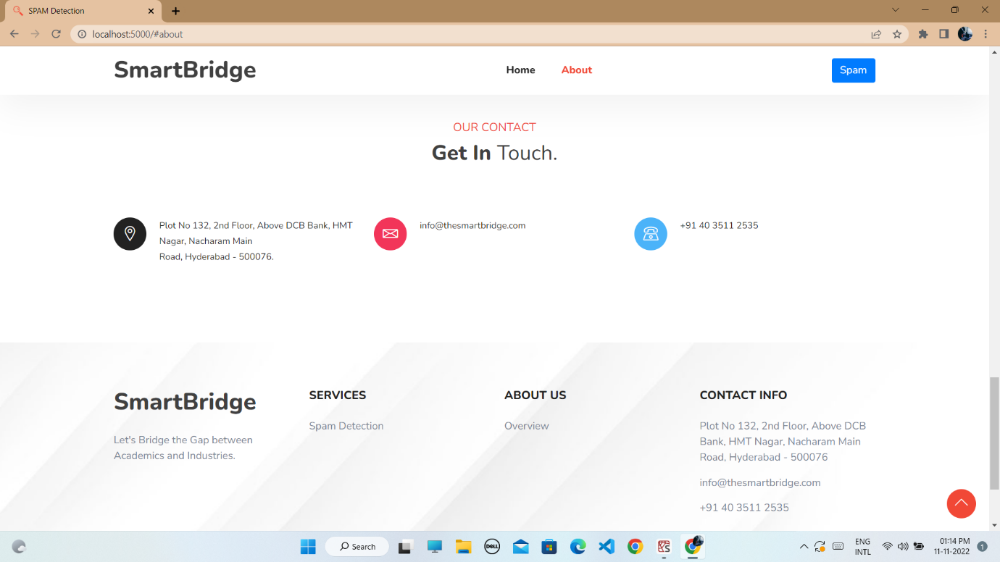 SPAM Detection
localhost:5000/#about
SmartBridge
Home
About
Spam
OUR CONTACT
Get In Touch.
Plot No 132, 2nd Floor, Above DCB Bank, HMT
Nagar, Nacharam Main
Road, Hyderabad - 500076.
info@thesmartbridge.com
+91 40 3511 2535
SmartBridge
Let's Bridge the Gap between
Academics and Industries.
SERVICES
Spam Detection
ABOUT US
Overview
CONTACT INFO
Plot No 132, 2nd Floor, Above DCB
Bank, HMT Nagar, Nacharam Main
Road, Hyderabad - 500076
info@thesmartbridge.com
+91 40 3511 2535
Search
DELL
ENG
INTL
01:14 PM
11-11-2022
1